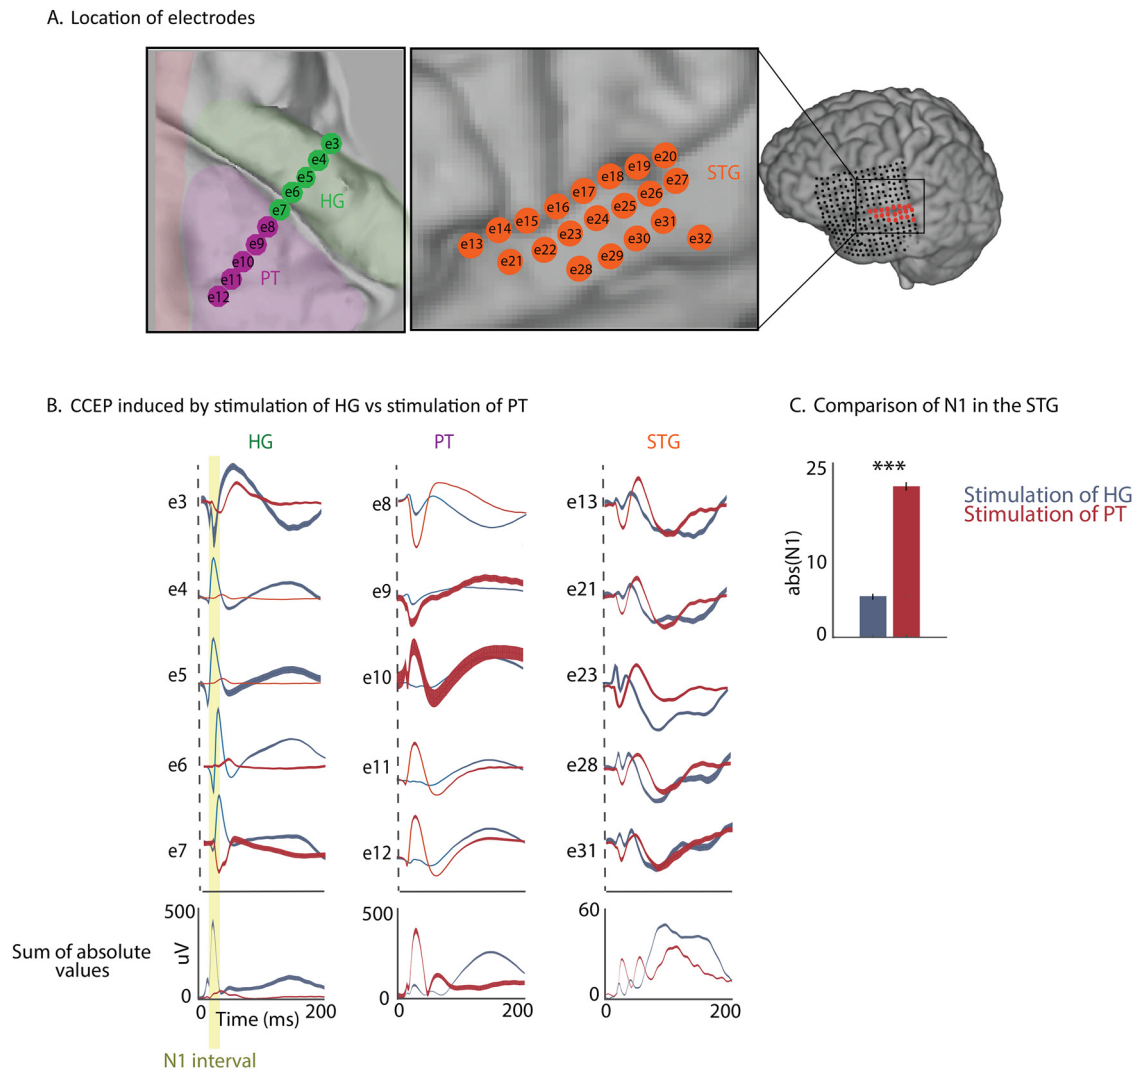 A. Location of electrodes
e3
e4
e5
e6
HG
e7
e8
e9
e10
PT
e11
e12
e20
e19
STG
e18
e27
e17
e26
e16
e25
e15
e24
e31
e14
e23
e30
e32
e13
e22
e29
e21
e28
B. CCEP induced by stimulation of HG vs stimulation of PT
HG
PT
STG
e3
e8
e13
e4
e9
e21
e5
e10
e23
e6
e11
e28
e7
e12
e31
Sum of absolute
values
500
uV
0
0
Time (ms)
200
500
0
0
200
60
0
0
200
N1 interval
C. Comparison of N1 in the STG
25
10
0
abs(N1)
***
Stimulation of HG
Stimulation of PT